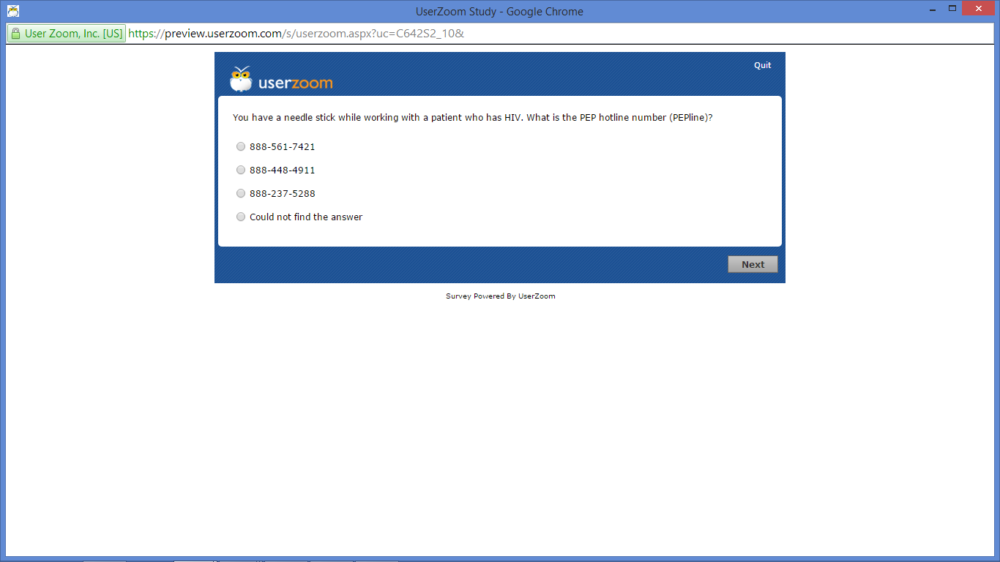 UserZoom Study - Google Chrome
User Zoom, Inc. [US] https://preview.userzoom.com/s/userzoom.aspx?uc=C642S2_10&
Quit
userzoom
You have a needle stick while working with a patient who has HIV. What is the PEP hotline number (PEPline)?
888-561-7421
888-448-4911
888-237-5288
Could not find the answer
Next
Survey Powered By UserZoom